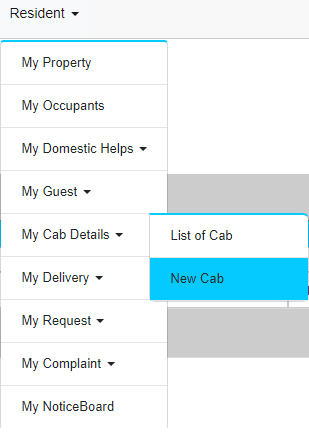 Resident
My Property
My Occupants
My Domestic Helps
My Guest
My Cab Details
List of Cab
New Cab
My Delivery
My Request
My Complaint
My NoticeBoard